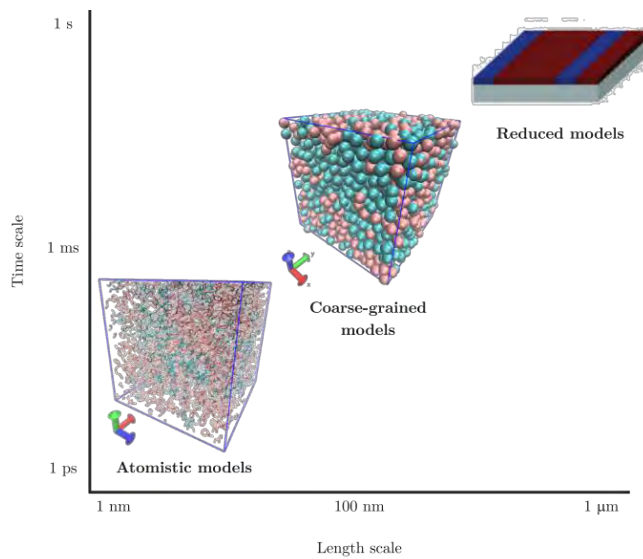 1 s
Reduced models
Time scale
1 ms
Coarse-grained
models
Atomistic models
1 ps
1 nm
100 nm
1 μm
Length scale